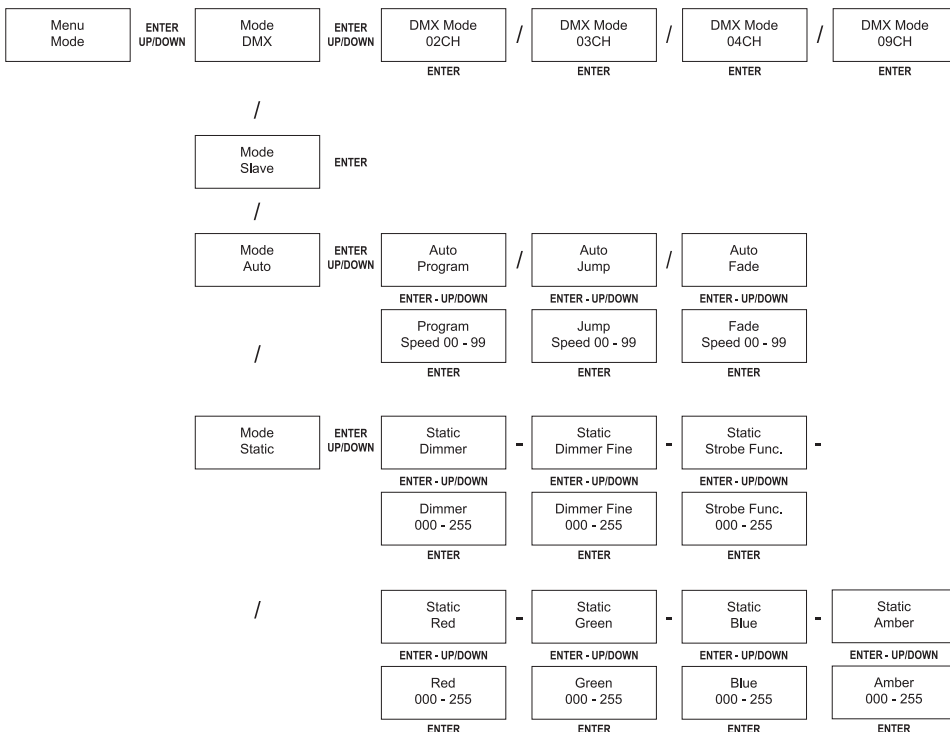 Menu
Mode
ENTER
UP/DOWN
Mode
DMX
ENTER
UP/DOWN
DMX Mode
02CH
/
DMX Mode
03CH
/
DMX Mode
04CH
/
DMX Mode
09CH
ENTER
ENTER
ENTER
ENTER
/
Mode
Slave
ENTER
/
Mode
Auto
ENTER
UP/DOWN
Auto
Program
/
Auto
Jump
/
Auto
Fade
ENTER - UP/DOWN
ENTER - UP/DOWN
ENTER - UP/DOWN
Program
Speed 00 - 99
Jump
Speed 00 - 99
Fade
Speed 00 - 99
/
ENTER
ENTER
ENTER
Mode
Static
ENTER
UP/DOWN
Static
Dimmer
-
Static
Dimmer Fine
-
Static
Strobe Func.
-
ENTER - UP/DOWN
ENTER - UP/DOWN
ENTER - UP/DOWN
Dimmer
000 - 255
Dimmer Fine
000 - 255
Strobe Func.
000 - 255
ENTER
ENTER
ENTER
/
Static
Red
-
Static
Green
-
Static
Blue
-
Static
Amber
ENTER - UP/DOWN
ENTER - UP/DOWN
ENTER - UP/DOWN
ENTER - UP/DOWN
Red
000 - 255
Green
000 - 255
Blue
000 - 255
Amber
000 - 255
ENTER
ENTER
ENTER
ENTER